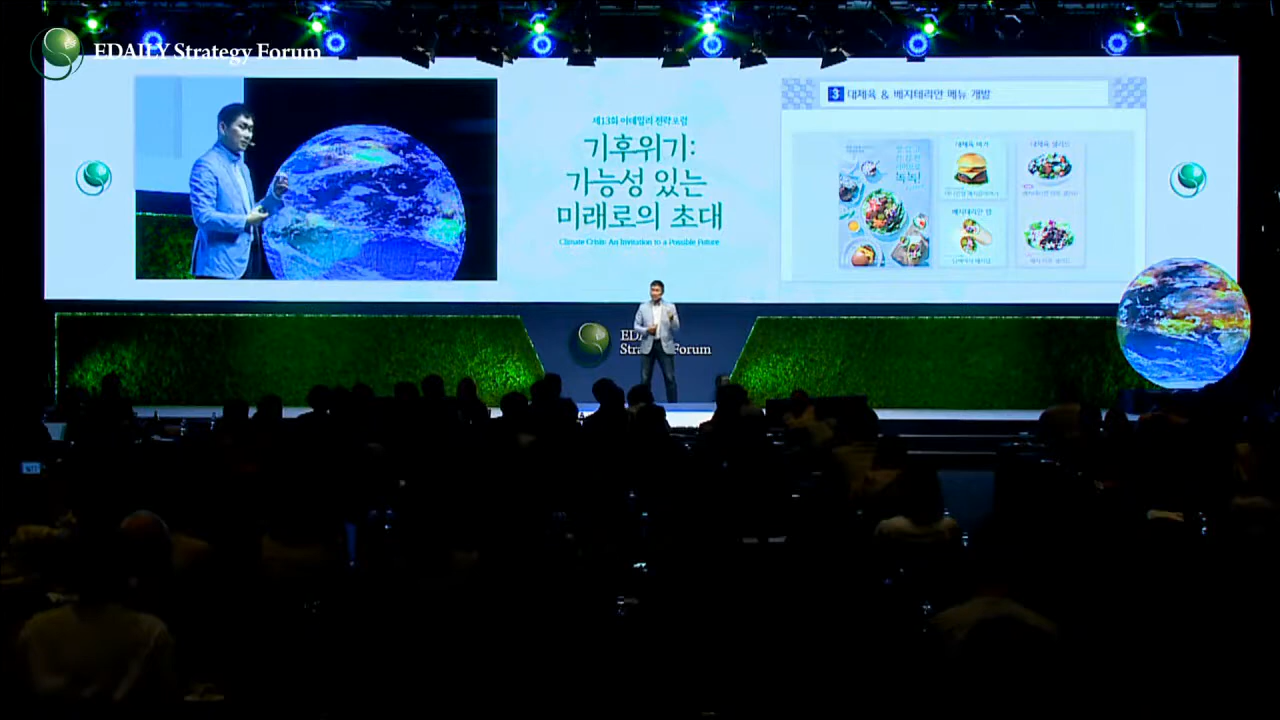 EDAILY Strategy Forum
제13회 이데일리 전략포럼
기후위기:
가능성 있는
미래로의 초대
Climate Crisis: An Invitation to a Possible Future
3 대체육 & 베지테리안 메뉴 개발
대체육 버거
대체육 샐러드
톡톡!
베지테리안 랩
EDAILY
Strategy Forum